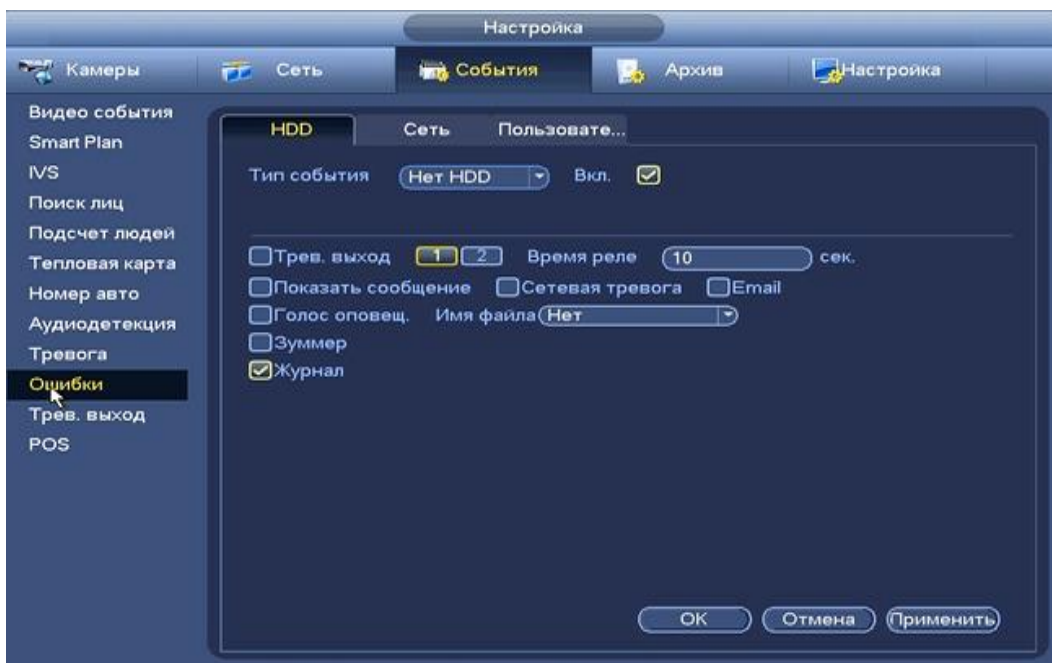 Настройка
Камеры Сеть События Архив Настройка
Видео события
Smart Plan
IVS
Поиск лиц
Подсчет людей
Тепловая карта
Номер авто
Аудиодетекция
Тревога
Ошибки
Трев. выход
POS
HDD Сеть Пользовате...
Тип события Нет HDD Вкл.
Трев. выход 1 2 Время реле 10 сек.
Показать сообщение Сетевая тревога Email
Голос оповещ. Имя файла Нет
Зуммер
Журнал
OK Отмена Применить